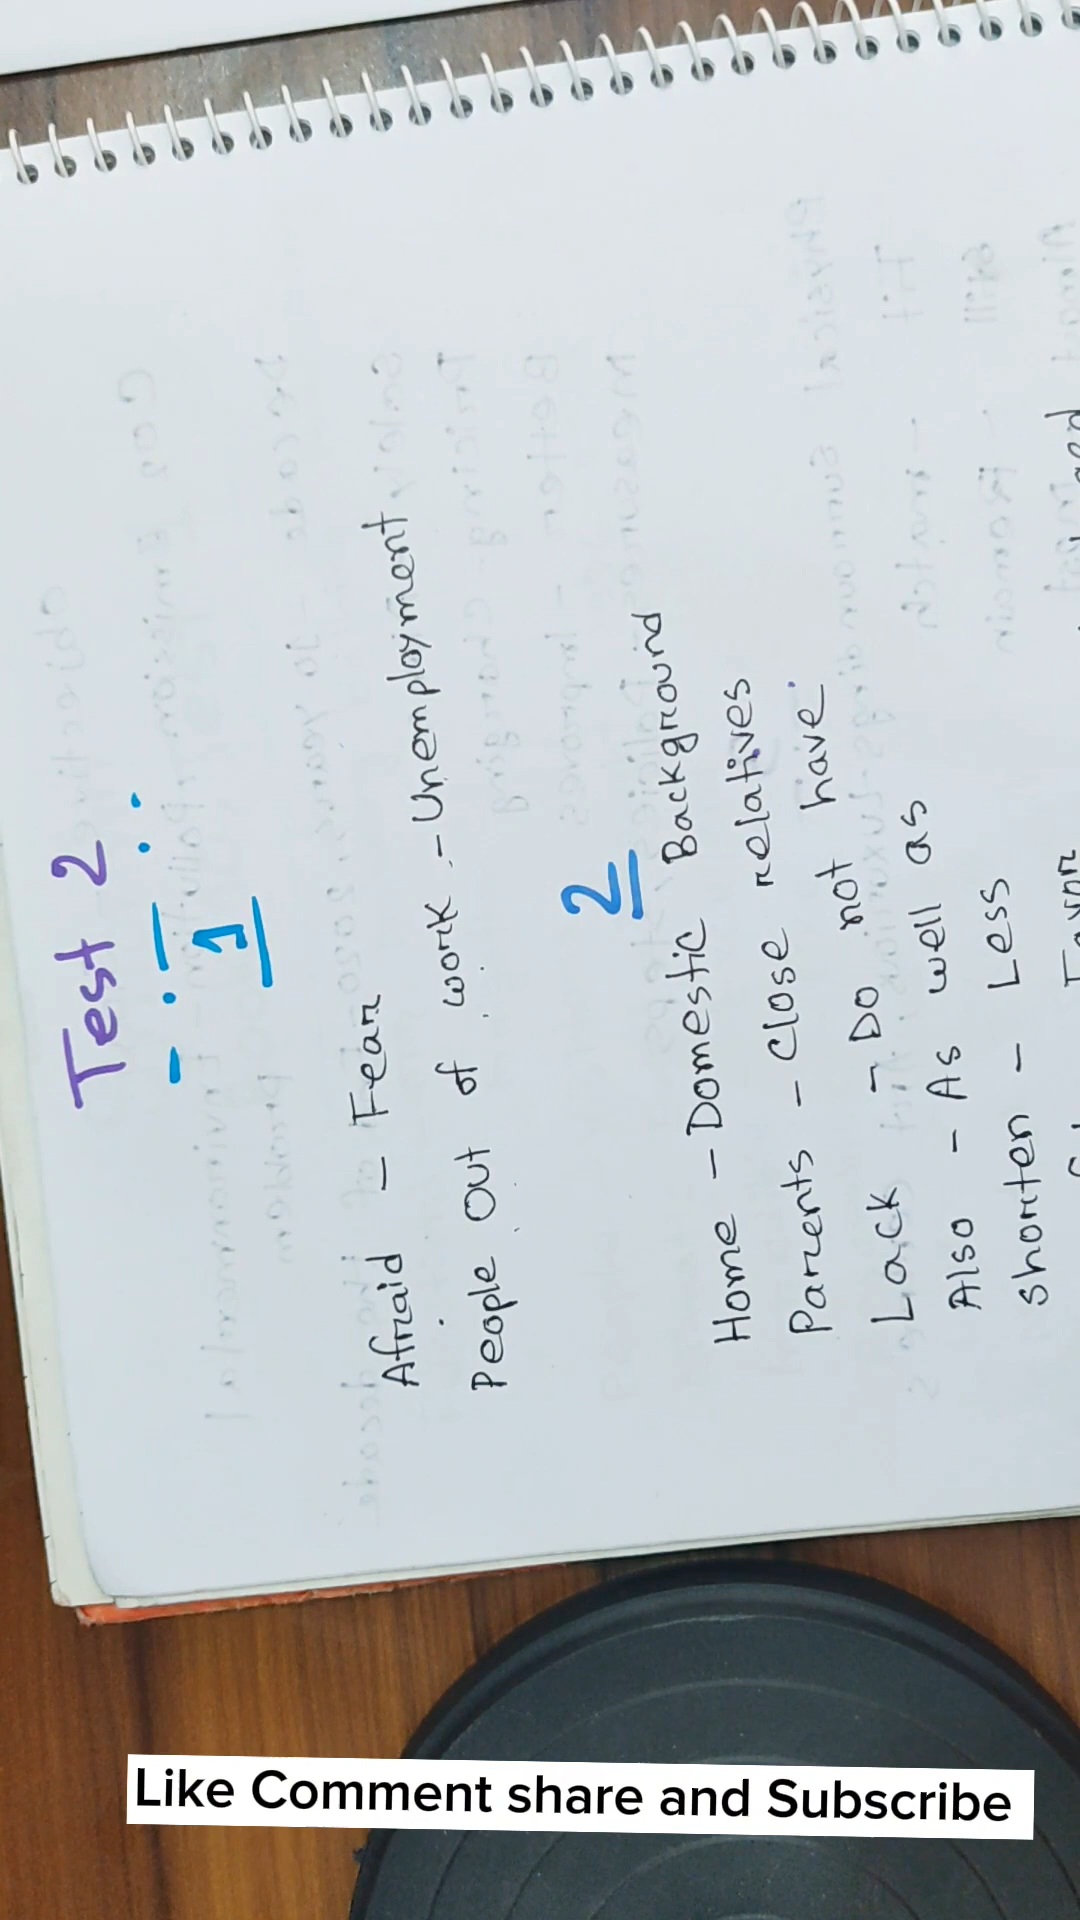 Test 2
1
Afraid - Fear
People out of work - Unemployment
2
Home - Domestic Background
Parents - Close relatives
Lack - Do not have
Also - As well as
shorten - Less
Like Comment share and Subscribe